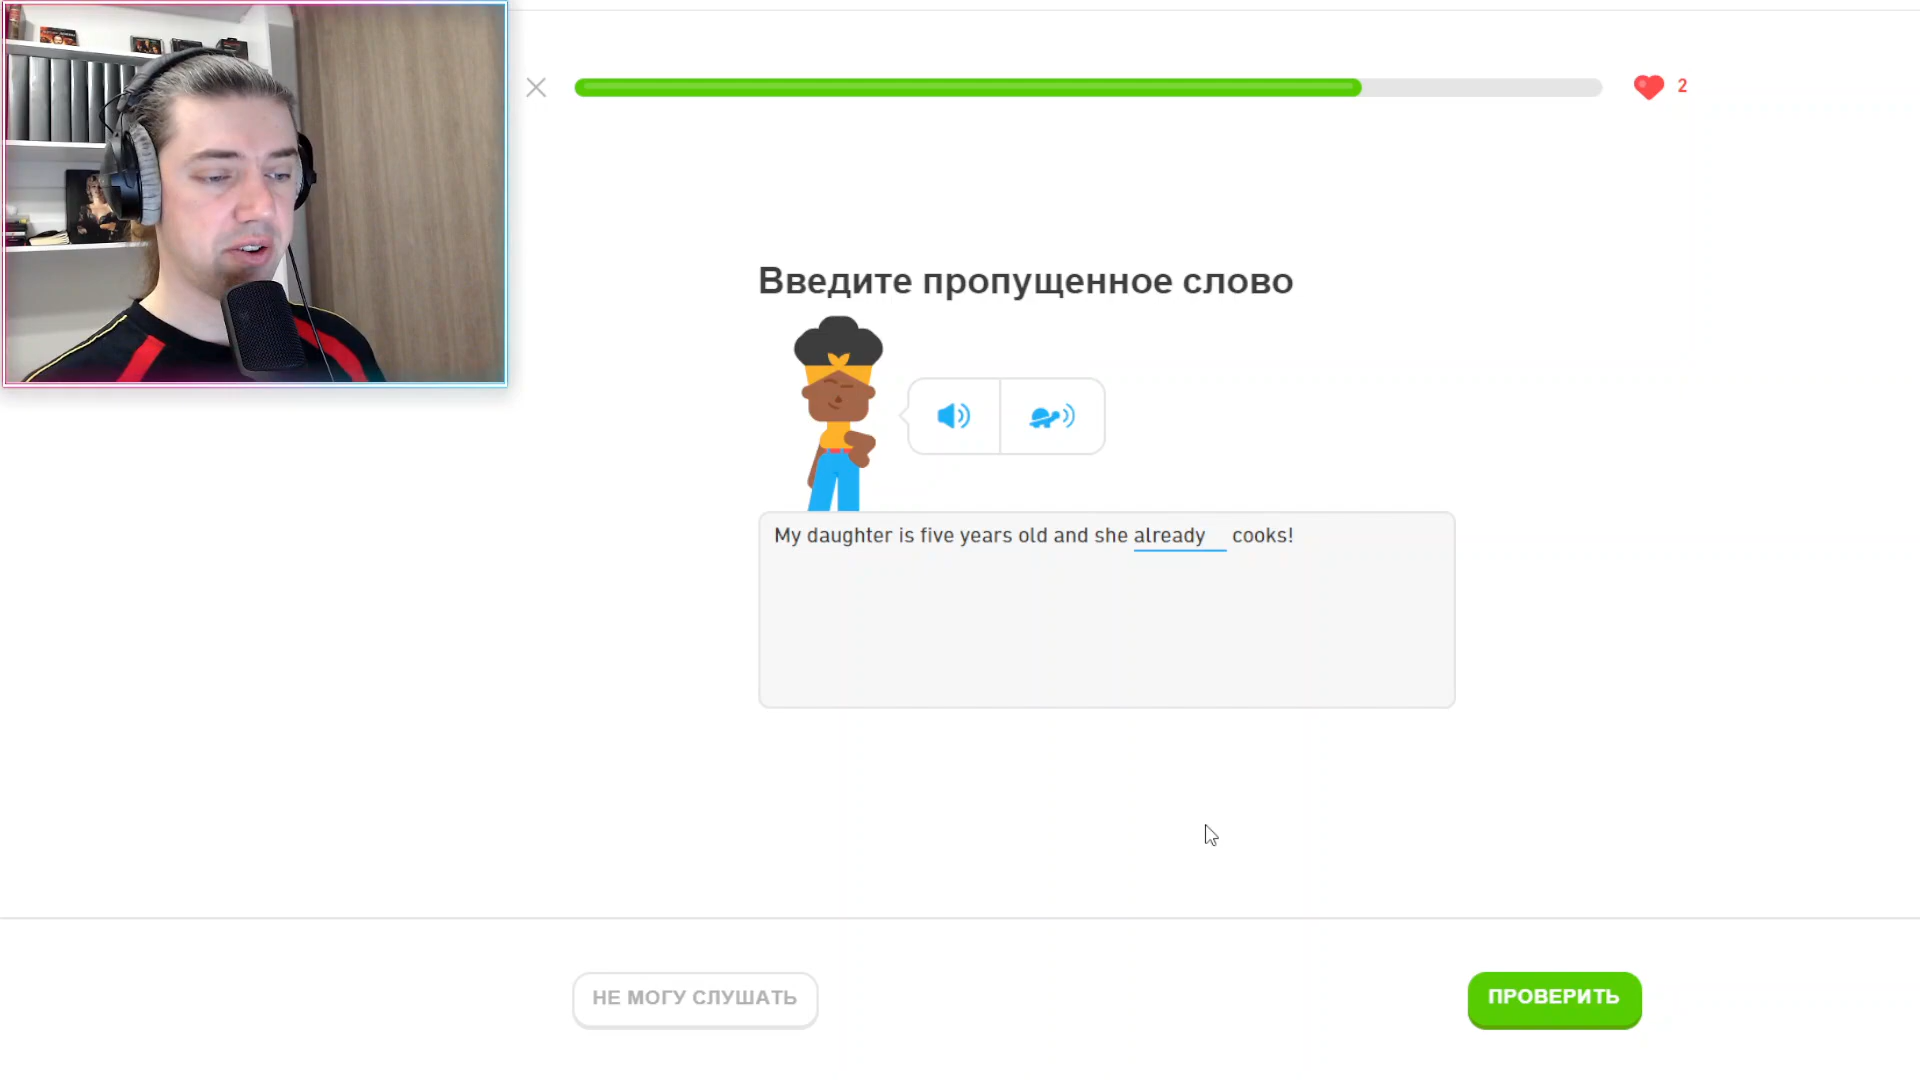 2
Введите пропущенное слово
My daughter is five years old and she already cooks!
НЕ МОГУ СЛУШАТЬ
ПРОВЕРИТЬ